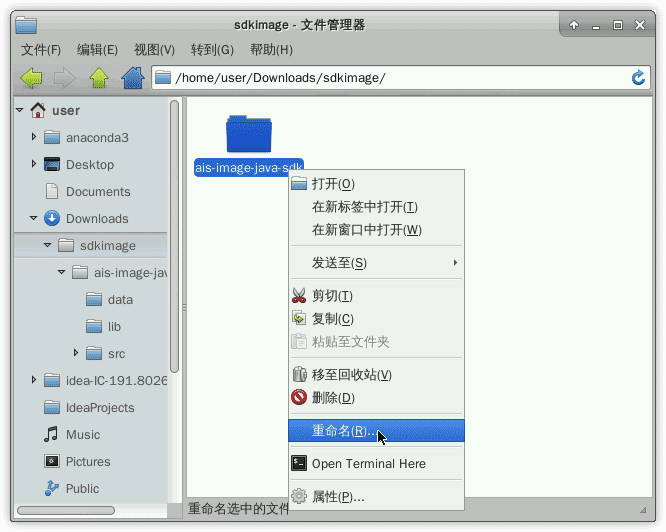 sdkimage - 文件管理器
文件(F) 编辑(E) 视图(V) 转到(G) 帮助(H)
/home/user/Downloads/sdkimage/
user
anaconda3
Desktop
Documents
Downloads
sdkimage
ais-image-jav
data
lib
src
idea-IC-191.8026
IdeaProjects
Music
Pictures
Public
ais-image-java-sdk
打开(O)
在新标签中打开(T)
在新窗口中打开(W)
发送至(S)
剪切(T)
复制(C)
粘贴至文件夹
移至回收站(V)
删除(D)
重命名(R)...
Open Terminal Here
属性(P)...
重命名选中的文件